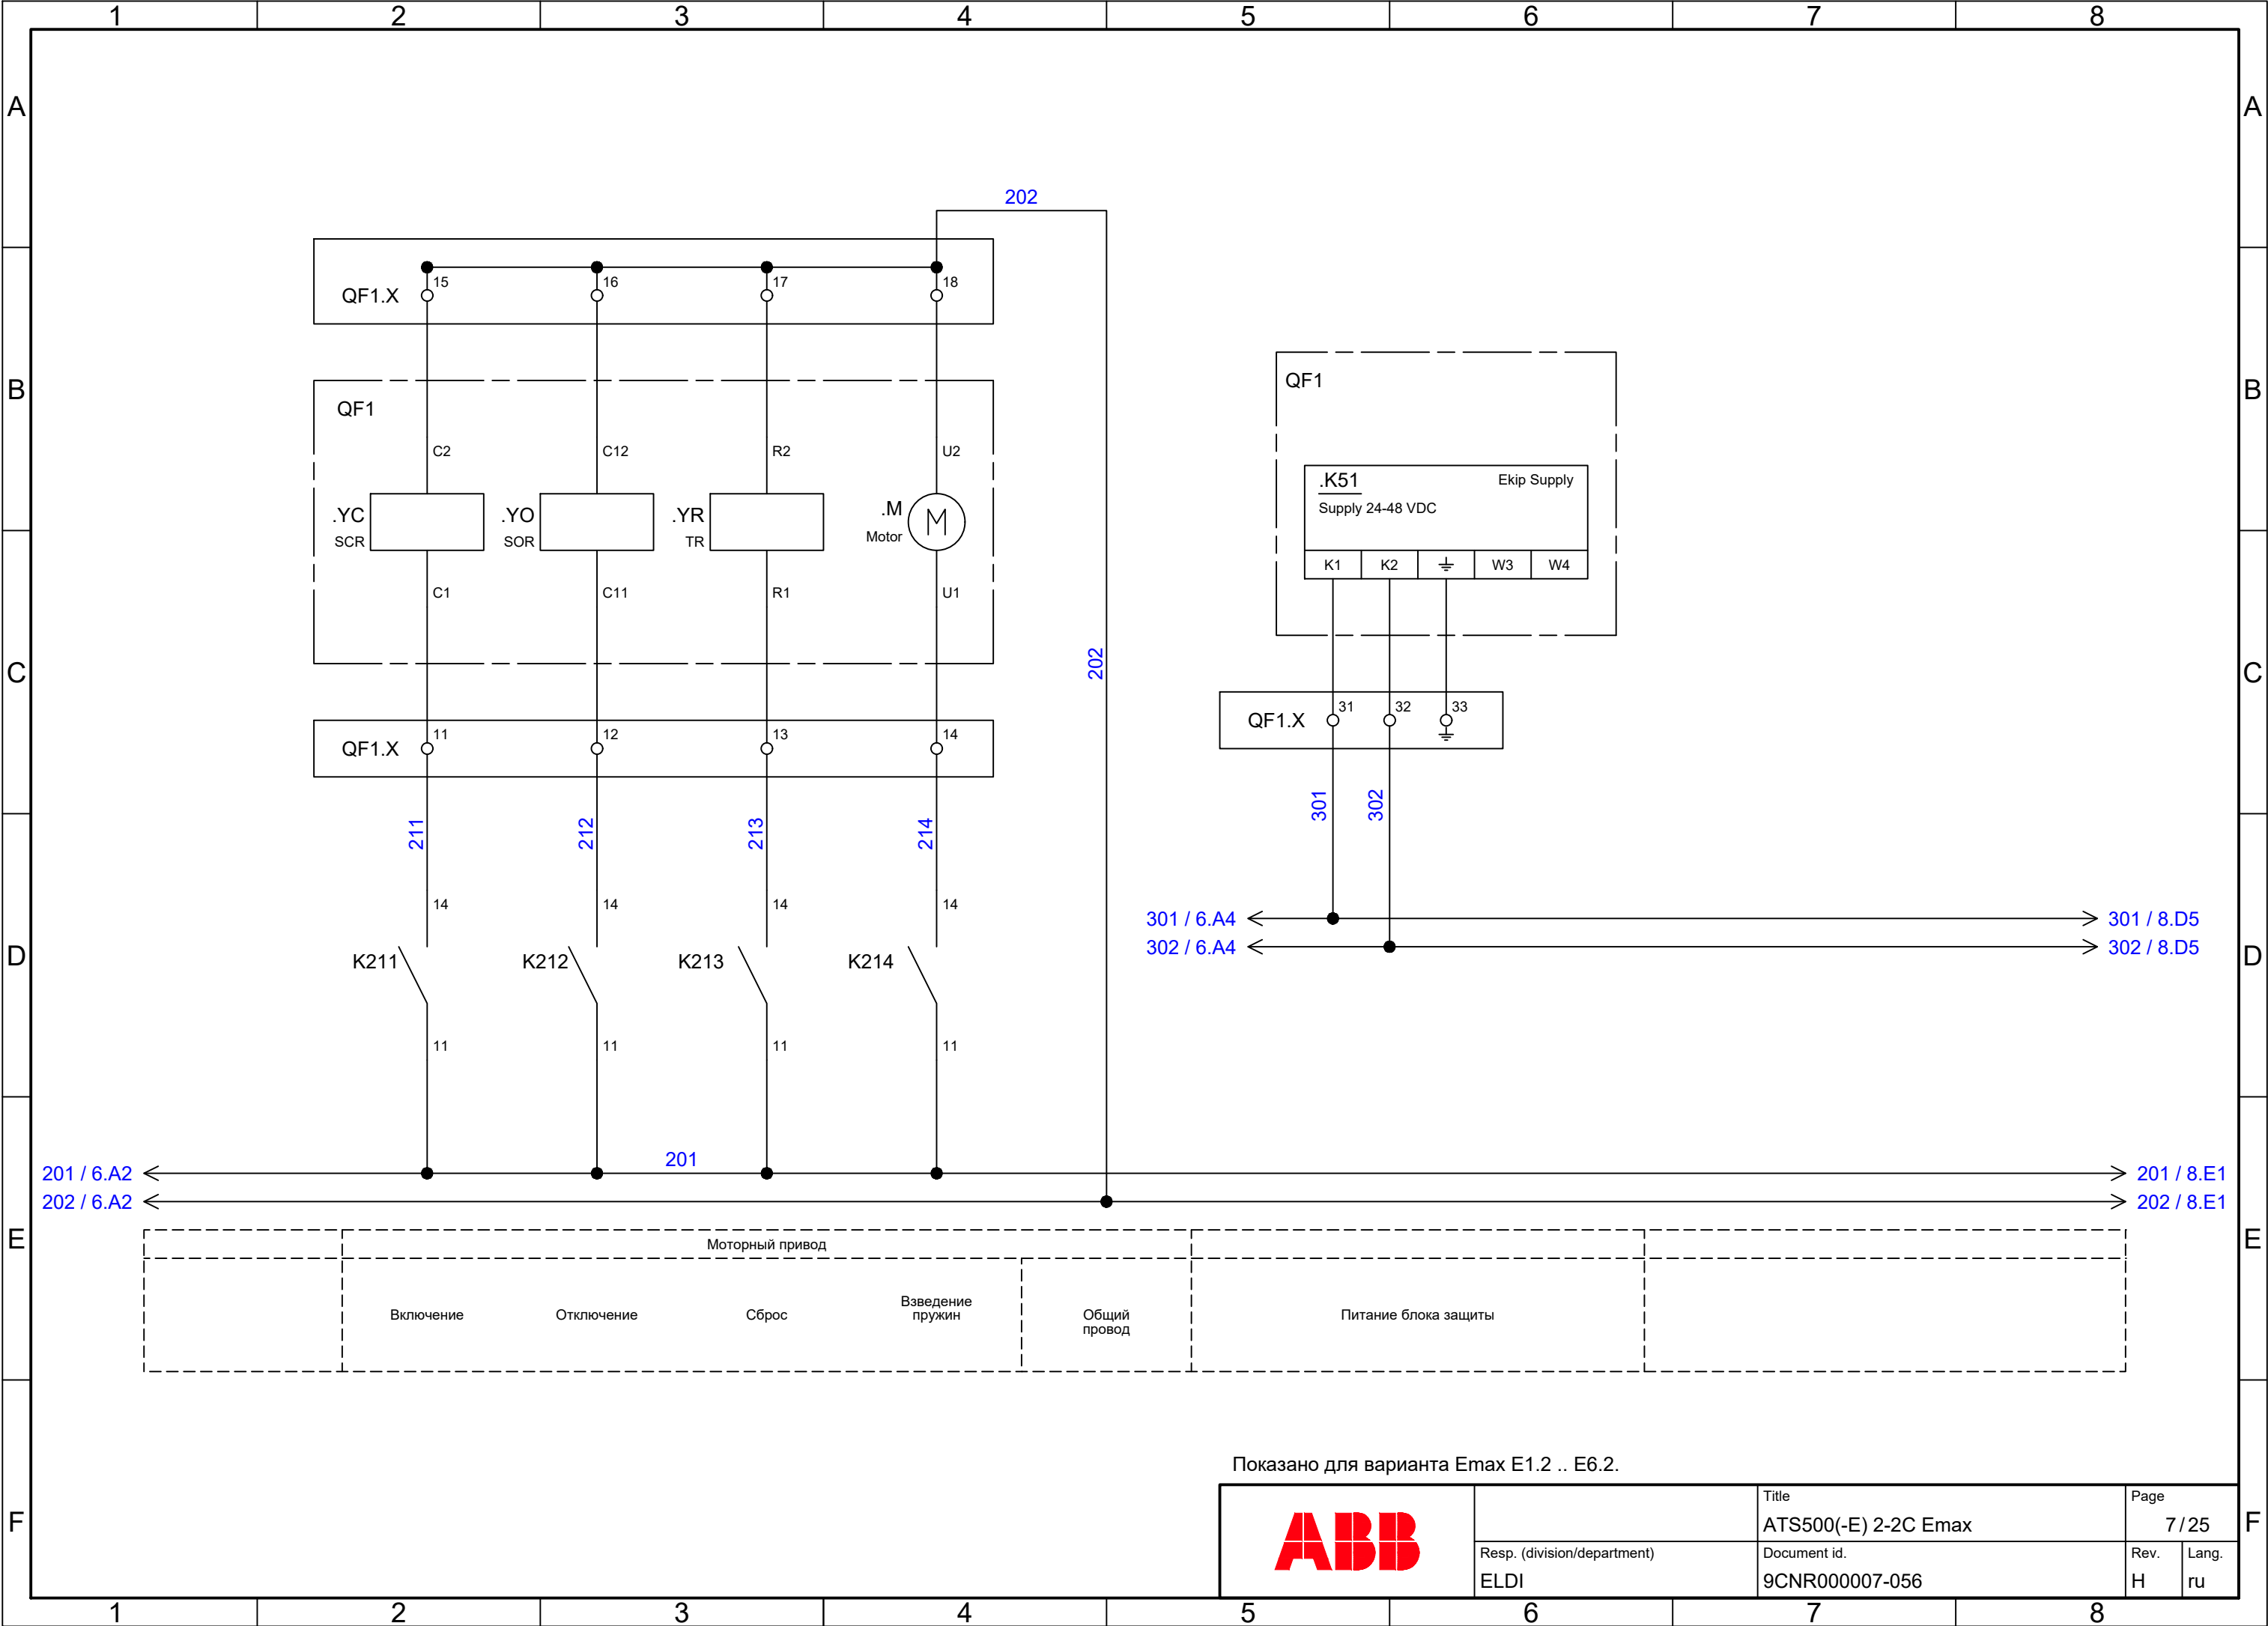 1 2 3 4 5 6 7 8
A A
202
15 16 17 18
QF1.X
B B
QF1
QF1
C2 C12 R2 U2
.K51 Ekip Supply
Supply 24-48 VDC
.YC .YO .YR .M M
SCR SOR TR Motor
K1 K2 W3 W4
C1 C11 R1 U1
202
C C
31 32 33
QF1.X
11 12 13 14
QF1.X
301 302
211 212 213 214
14 14 14 14
301 / 6.A4 301 / 8.D5
302 / 6.A4 302 / 8.D5
D D
K211 K212 K213 K214
11 11 11 11
201
201 / 6.A2 201 / 8.E1
202 / 6.A2 202 / 8.E1
E E
Моторный привод
Включение Отключение Сброс
Взведение
пружин
Общий
провод
Питание блока защиты
Показано для варианта Emax E1.2 .. E6.2.
F F
ABB
Title
ATS500(-E) 2-2C Emax
Page
7 / 25
Resp. (division/department)
ELDI
Document id.
9CNR000007-056
Rev.
H
Lang.
ru
1 2 3 4 5 6 7 8